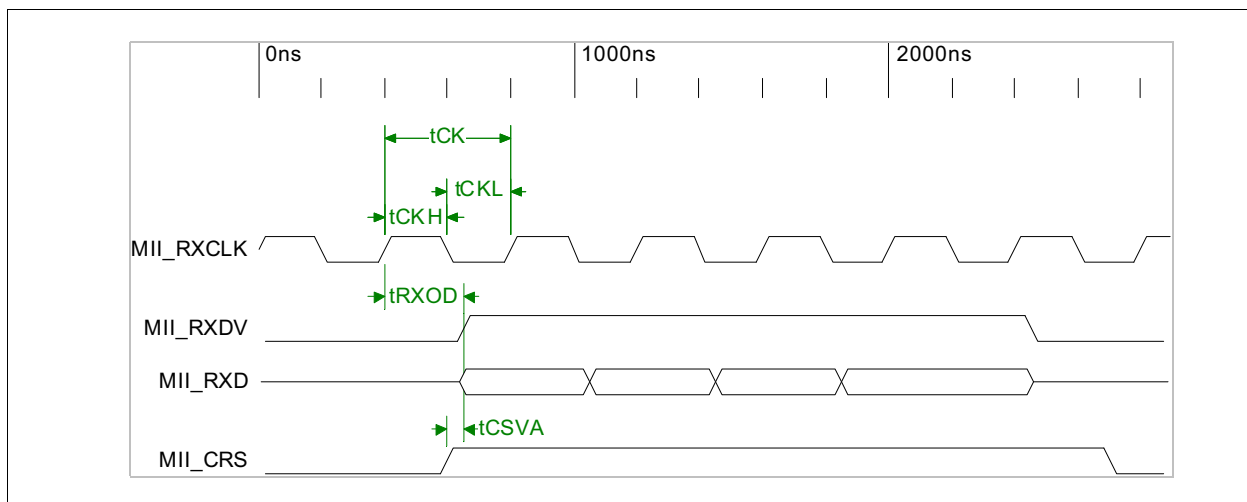 0ns 1000ns 2000ns
tCK
tCKL
tCKH
MII_RXCLK
tRXOD
MII_RXDV
MII_RXD
tCSVA
MII_CRS